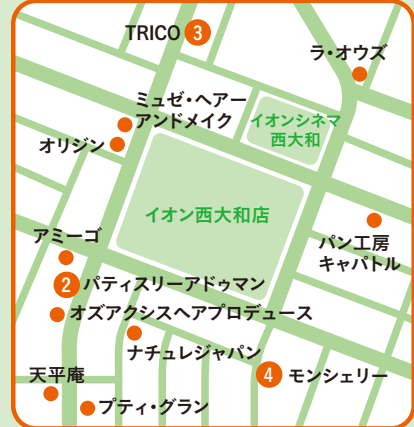 TRICO 3
ラ・オウズ
ミュゼ・ヘアー
アンドメイク
イオンシネマ
西大和
オリジン
イオン西大和店
アミーゴ
パン工房
キャパトル
2 パティスリーアドゥマン
オズアクシスヘアプロデュース
ナチュレジャパン
天平庵
4 モンシェリー
プティ・グラン